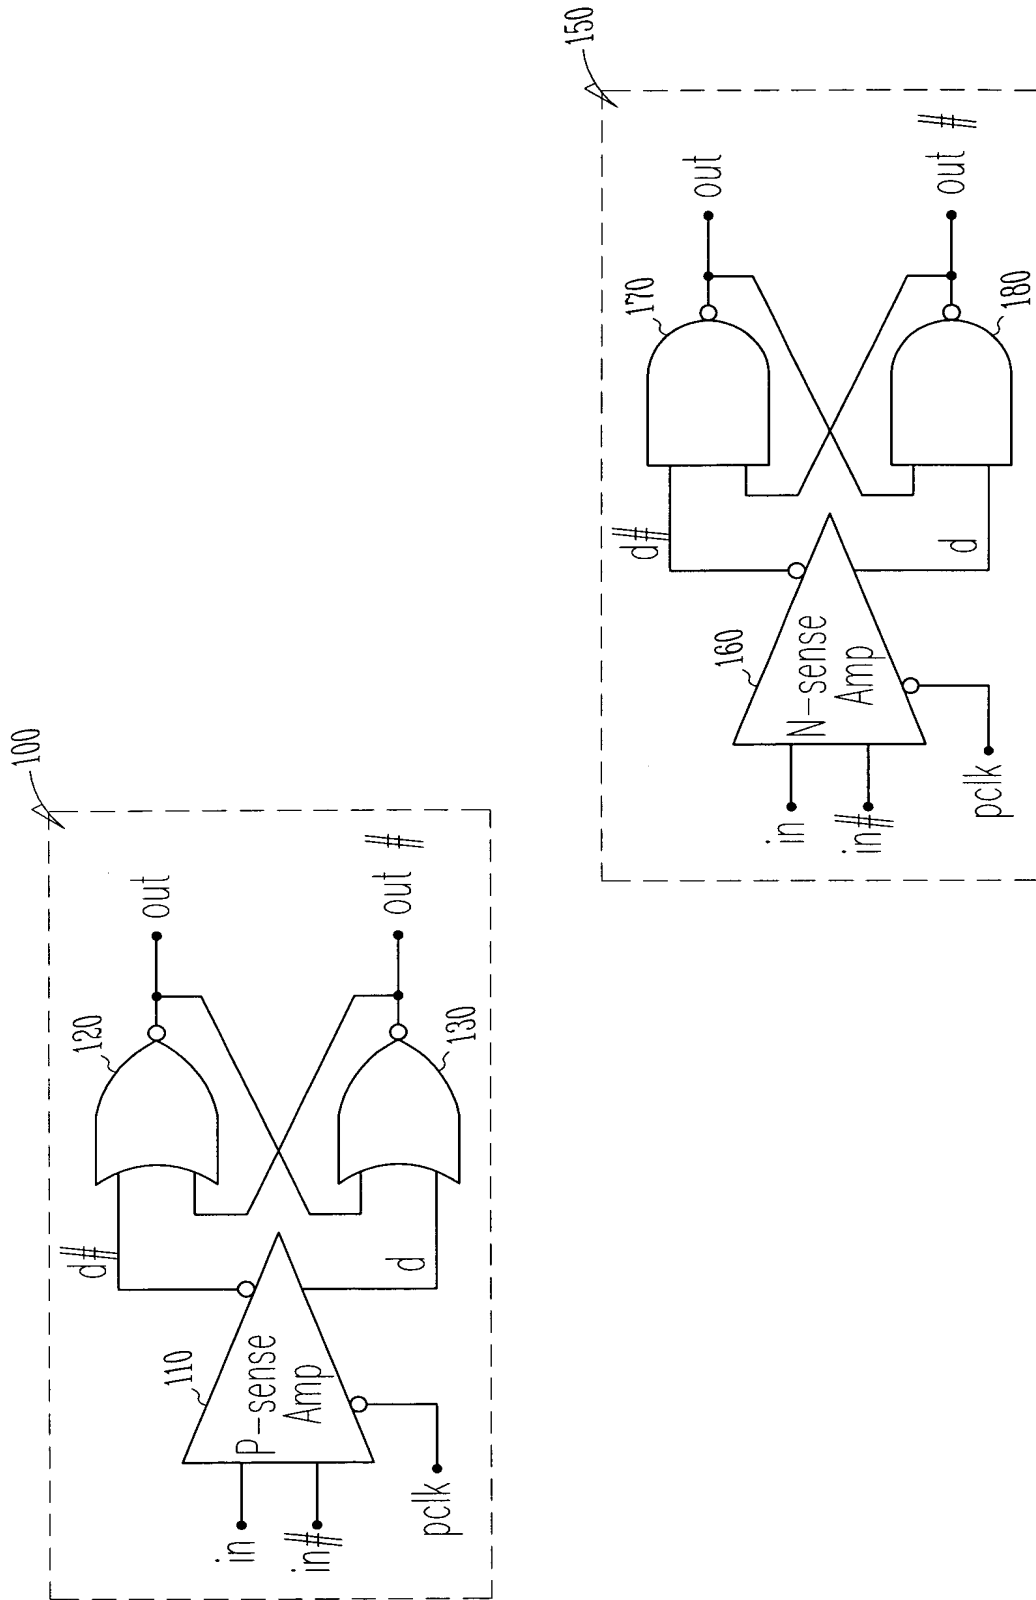 100
110
P-sense
Amp
in
in#
pclk
d#
d
120
130
out
out #
150
160
N-sense
Amp
in
in#
pclk
d#
d
170
180
out
out #